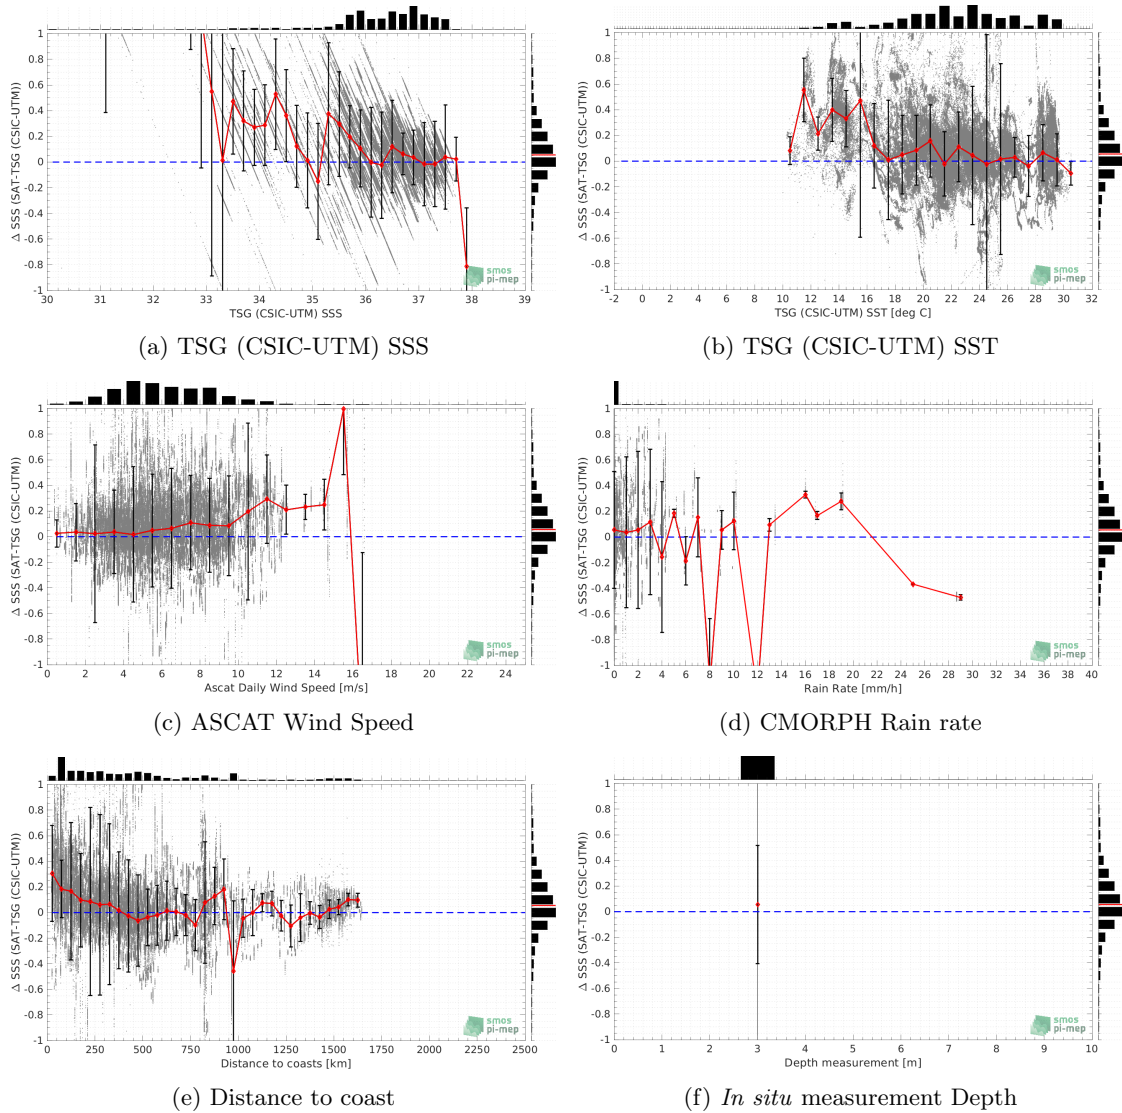 Δ SSS (SAT-TSG (CSIC-UTM))
1
0.8
0.6
0.4
0.2
0
-0.2
-0.4
-0.6
-0.8
-1
30 31 32 33 34 35 36 37 38 39
TSG (CSIC-UTM) SSS
smos
pi-mep
(a) TSG (CSIC-UTM) SSS
Δ SSS (SAT-TSG (CSIC-UTM))
1
0.8
0.6
0.4
0.2
0
-0.2
-0.4
-0.6
-0.8
-1
-2 0 2 4 6 8 10 12 14 16 18 20 22 24 26 28 30 32
TSG (CSIC-UTM) SST [deg C]
smos
pi-mep
(b) TSG (CSIC-UTM) SST
Δ SSS (SAT-TSG (CSIC-UTM))
1
0.8
0.6
0.4
0.2
0
-0.2
-0.4
-0.6
-0.8
-1
0 2 4 6 8 10 12 14 16 18 20 22 24
Ascat Daily Wind Speed [m/s]
smos
pi-mep
(c) ASCAT Wind Speed
Δ SSS (SAT-TSG (CSIC-UTM))
1
0.8
0.6
0.4
0.2
0
-0.2
-0.4
-0.6
-0.8
-1
0 2 4 6 8 10 12 14 16 18 20 22 24 26 28 30 32 34 36 38 40
Rain Rate [mm/h]
smos
pi-mep
(d) CMORPH Rain rate
Δ SSS (SAT-TSG (CSIC-UTM))
1
0.8
0.6
0.4
0.2
0
-0.2
-0.4
-0.6
-0.8
-1
0 250 500 750 1000 1250 1500 1750 2000 2250 2500
Distance to coasts [km]
smos
pi-mep
(e) Distance to coast
Δ SSS (SAT-TSG (CSIC-UTM))
1
0.8
0.6
0.4
0.2
0
-0.2
-0.4
-0.6
-0.8
-1
0 1 2 3 4 5 6 7 8 9 10
Depth measurement [m]
smos
pi-mep
(f) In situ measurement Depth